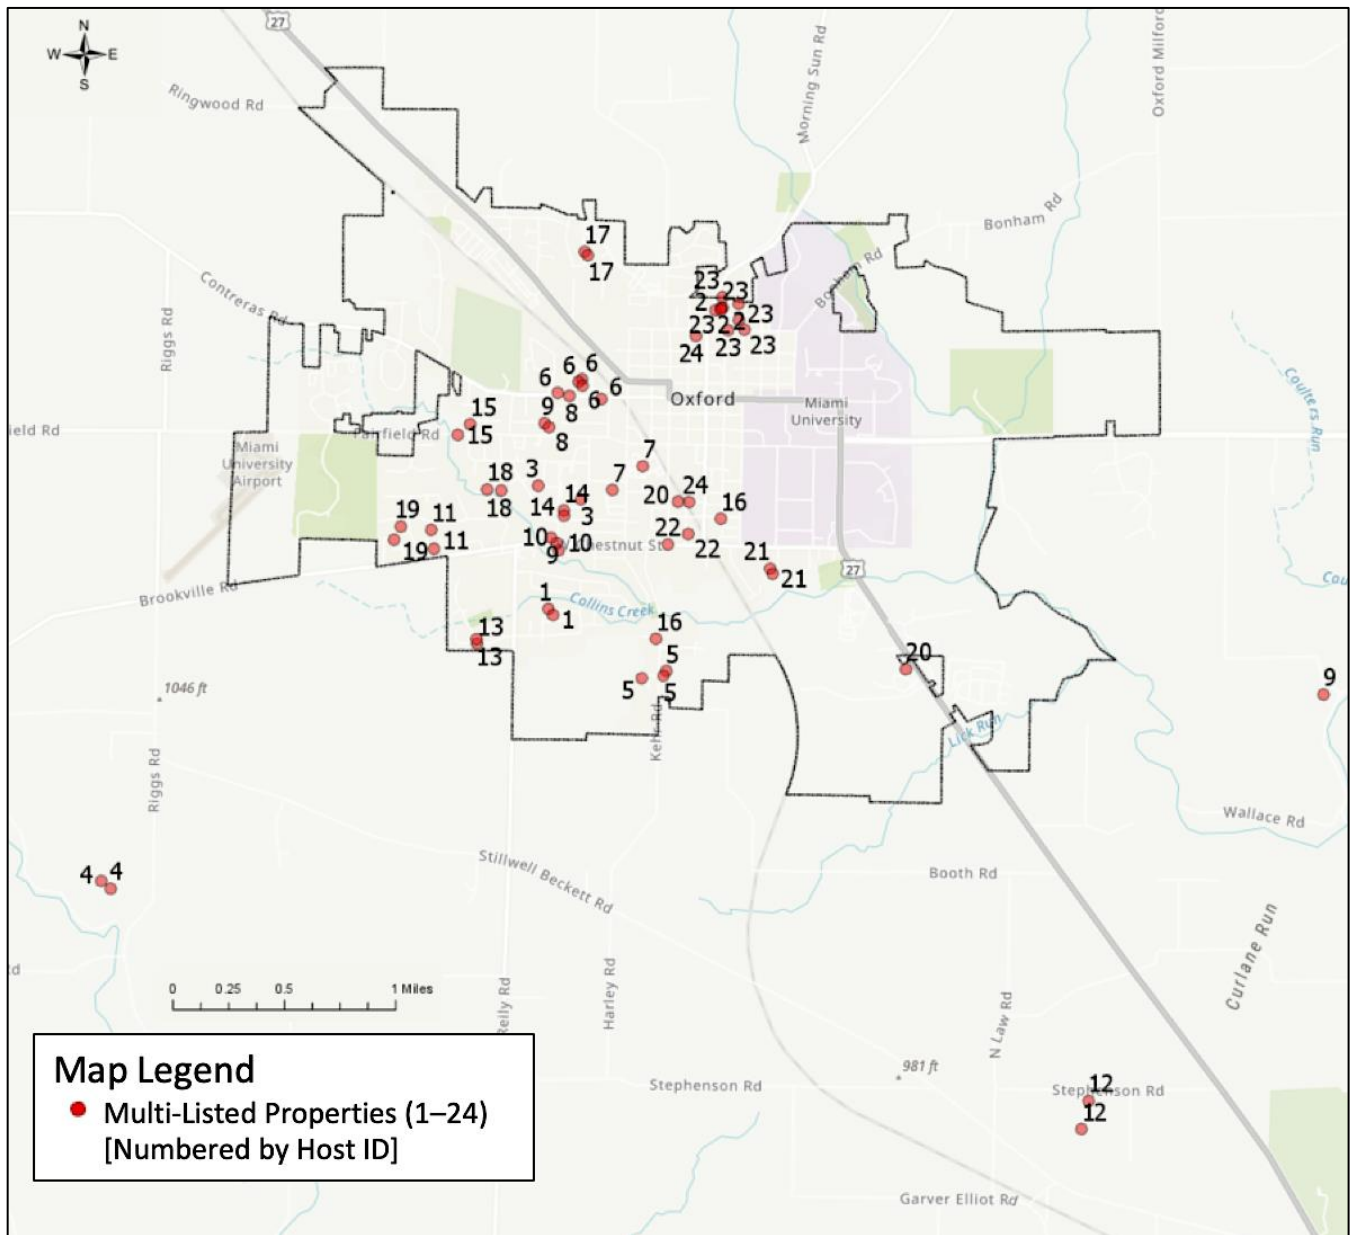 27
N
W E
S
Ringwood Rd
Morning Sun Rd
Oxford Milford
Bonham Rd
17
17
Bonham Rd
Contreras Rd
Riggs Rd
23
23
2
23
23 2 2
24 23 23
6 6
6 6
6
Oxford
Miami
University
Coulters Run
9
8
15
8
ield Rd
Fairfield Rd
15
Miami
University
Airport
7
18 3
7
14
20 24
18
14 3
16
19 11
22
10 10
W Chestnut St
22
19 11
9
21
27
21
Brookville Rd
1
Collins Creek
1
Cou
13
16
13
5
20
5 5
9
1046 ft
Kehr Rd
Lick Run
Riggs Rd
Wallace Rd
4 4
Stillwell Beckett Rd
Booth Rd
Curlane Run
Rd
0 0.25 0.5 1 Miles
Reily Rd
Harley Rd
N Law Rd
981 ft
Stephenson Rd
12
Stephenson Rd
12
Garver Elliot Rd
Map Legend
Multi-Listed Properties (1–24)
[Numbered by Host ID]